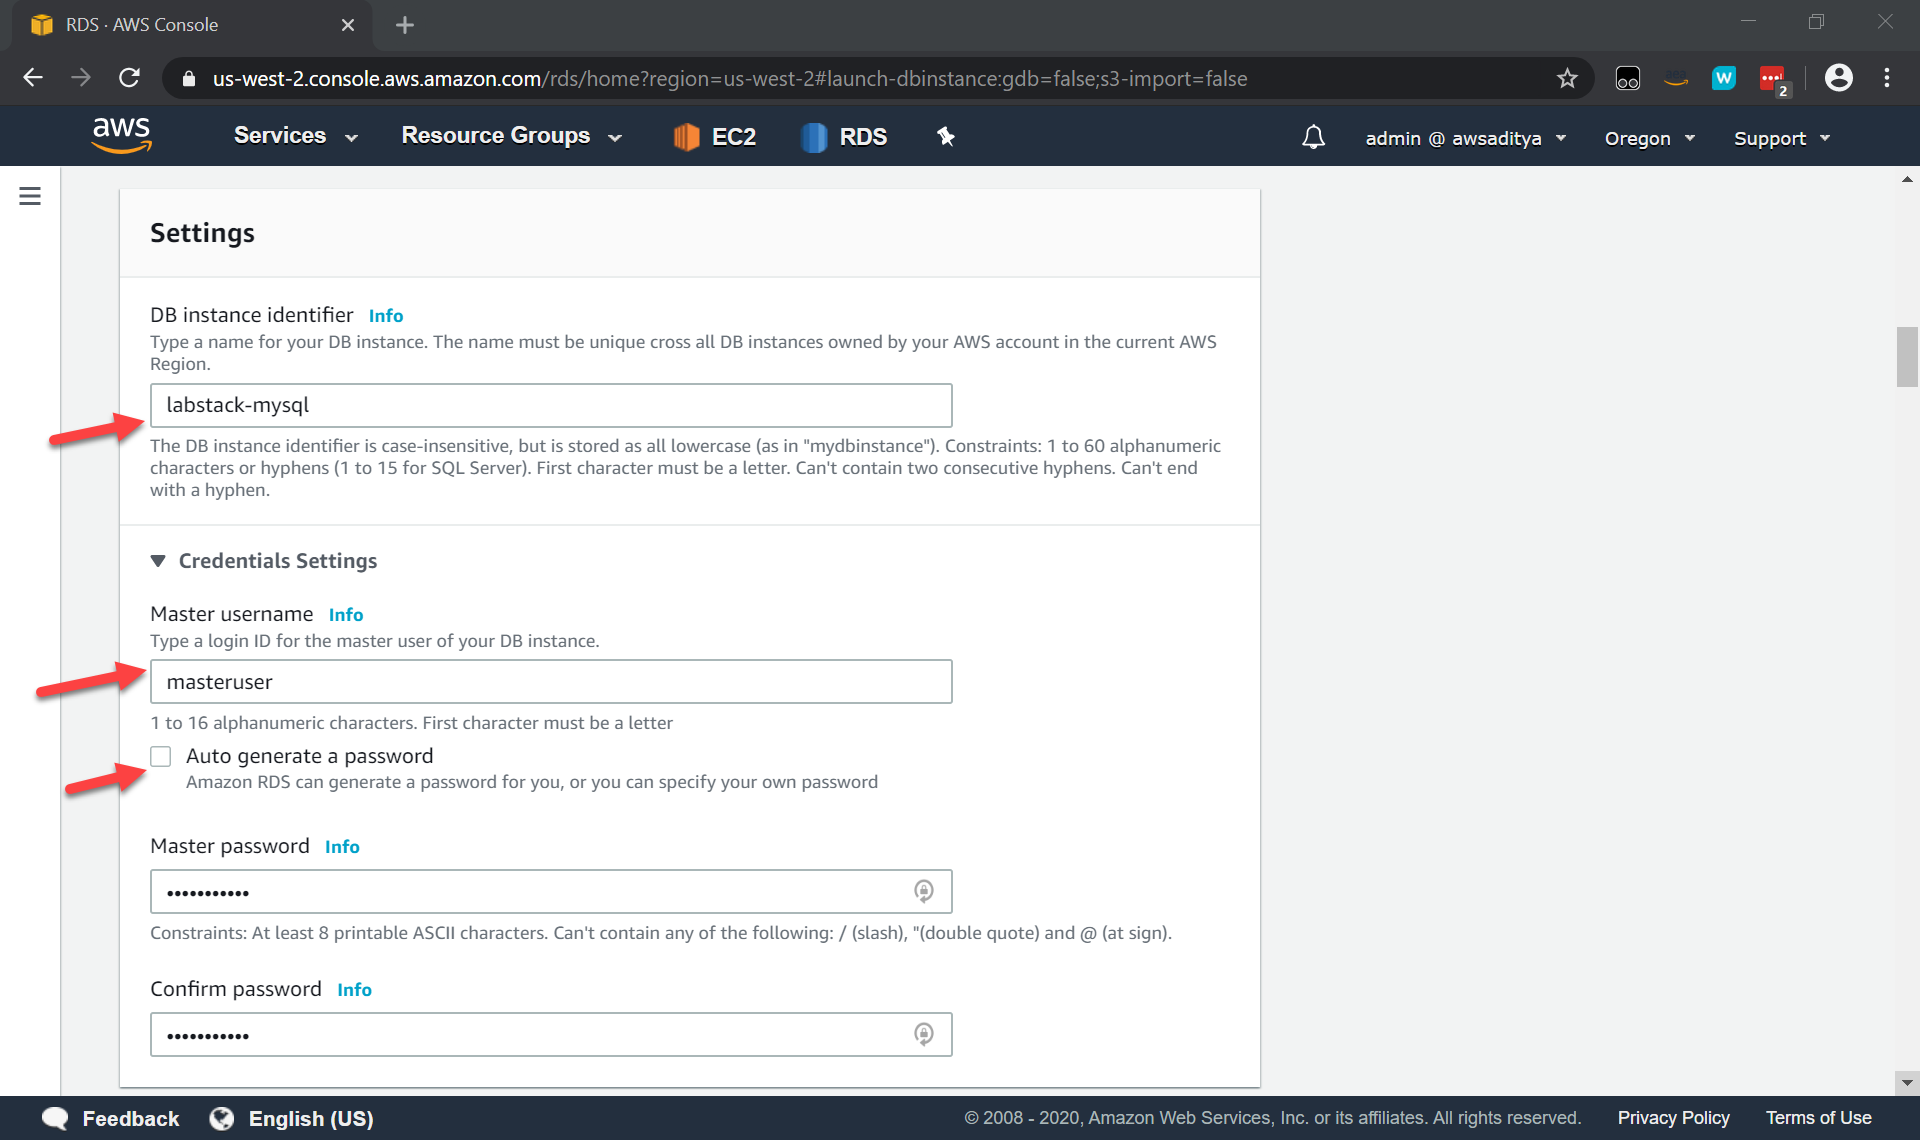 RDS · AWS Console
us-west-2.console.aws.amazon.com/rds/home?region=us-west-2#launch-dbinstance:gdb=false;s3-import=false
W
2
aws
Services
Resource Groups
EC2
RDS
admin @ awsaditya
Oregon
Support
Settings
DB instance identifier Info
Type a name for your DB instance. The name must be unique cross all DB instances owned by your AWS account in the current AWS
Region.
labstack-mysql
The DB instance identifier is case-insensitive, but is stored as all lowercase (as in "mydbinstance"). Constraints: 1 to 60 alphanumeric
characters or hyphens (1 to 15 for SQL Server). First character must be a letter. Can't contain two consecutive hyphens. Can't end
with a hyphen.
Credentials Settings
Master username Info
Type a login ID for the master user of your DB instance.
masteruser
1 to 16 alphanumeric characters. First character must be a letter
Auto generate a password
Amazon RDS can generate a password for you, or you can specify your own password
Master password Info
•••••••••••
Constraints: At least 8 printable ASCII characters. Can't contain any of the following: / (slash), "(double quote) and @ (at sign).
Confirm password Info
•••••••••••
Feedback
English (US)
© 2008 - 2020, Amazon Web Services, Inc. or its affiliates. All rights reserved.
Privacy Policy
Terms of Use